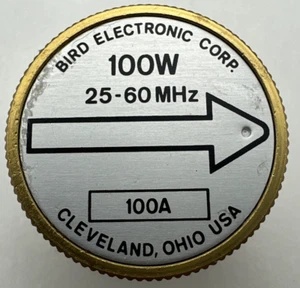 BIRD ELECTRONIC CORP.
100W
25-60 MHz
100A
CLEVELAND, OHIO USA